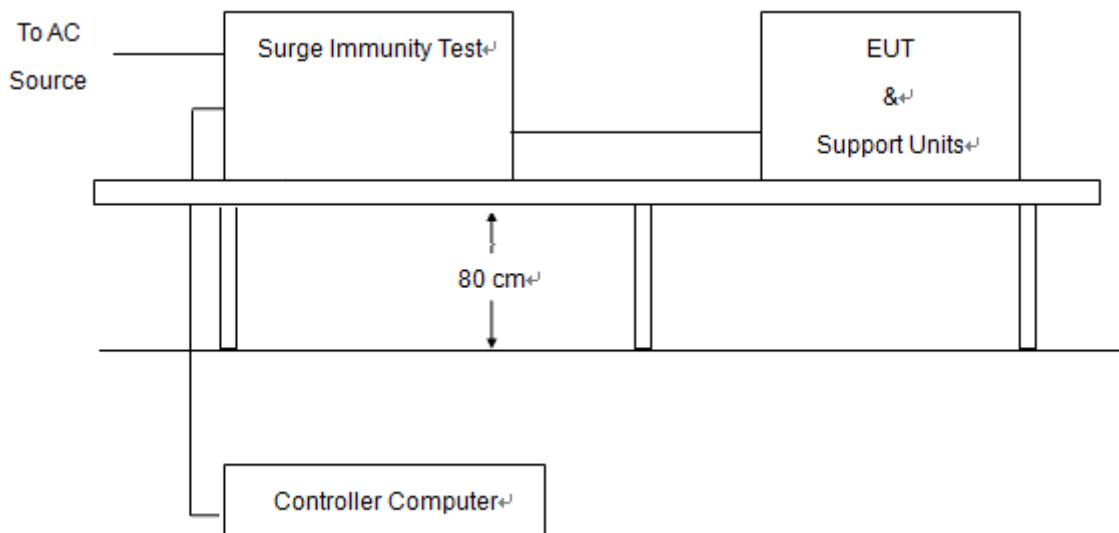 To AC
Source
Surge Immunity Test↵
EUT
&↵
Support Units↵
80 cm↵
Controller Computer↵